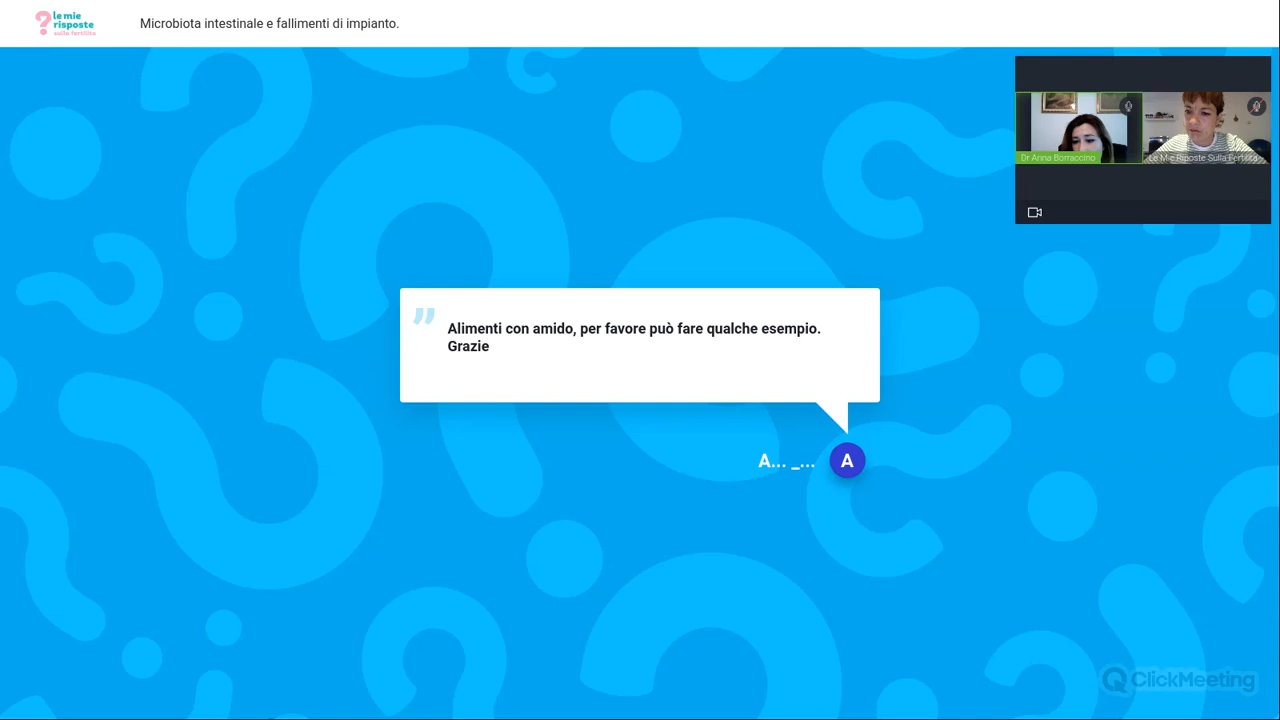 le mie
risposte
sulla fertilità
Microbiota intestinale e fallimenti di impianto.
Dr Anna Borraccino
Le Mie Riposte Sulla Fertilità
Alimenti con amido, per favore può fare qualche esempio.
Grazie
A... _...
A
ClickMeeting